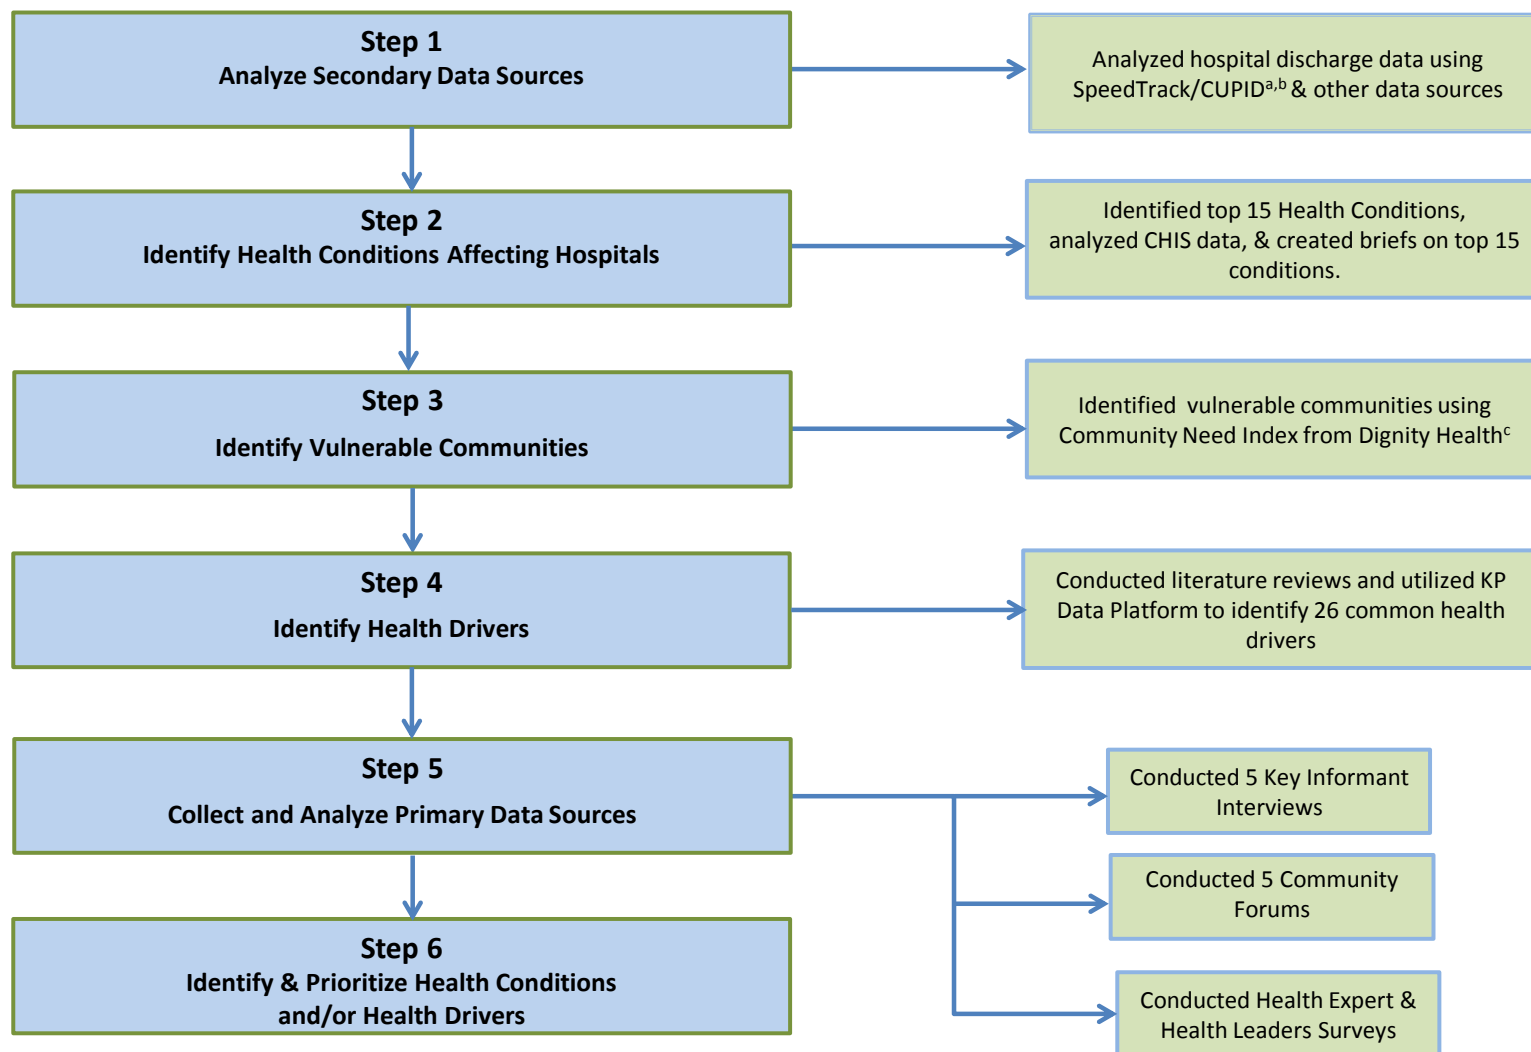 Step 1
Analyze Secondary Data Sources
Analyzed hospital discharge data using
SpeedTrack/CUPIDa,b & other data sources
Step 2
Identify Health Conditions Affecting Hospitals
Identified top 15 Health Conditions,
analyzed CHIS data, & created briefs on top 15
conditions.
Step 3
Identify Vulnerable Communities
Identified vulnerable communities using
Community Need Index from Dignity Healthc
Step 4
Identify Health Drivers
Conducted literature reviews and utilized KP
Data Platform to identify 26 common health
drivers
Step 5
Collect and Analyze Primary Data Sources
Conducted 5 Key Informant
Interviews
Conducted 5 Community
Forums
Conducted Health Expert &
Health Leaders Surveys
Step 6
Identify & Prioritize Health Conditions
and/or Health Drivers